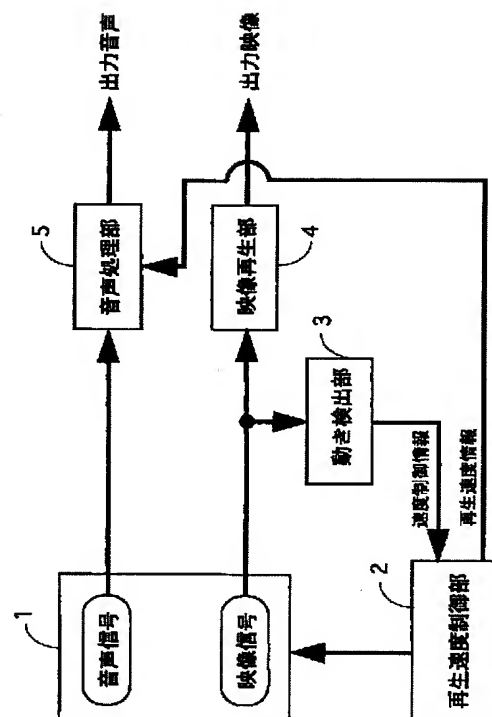 1
音声信号
映像信号
5
音声処理部
出力音声
映像再生部
4
出力映像
3
動き検出部
速度制御情報
再生速度情報
2
再生速度制御部